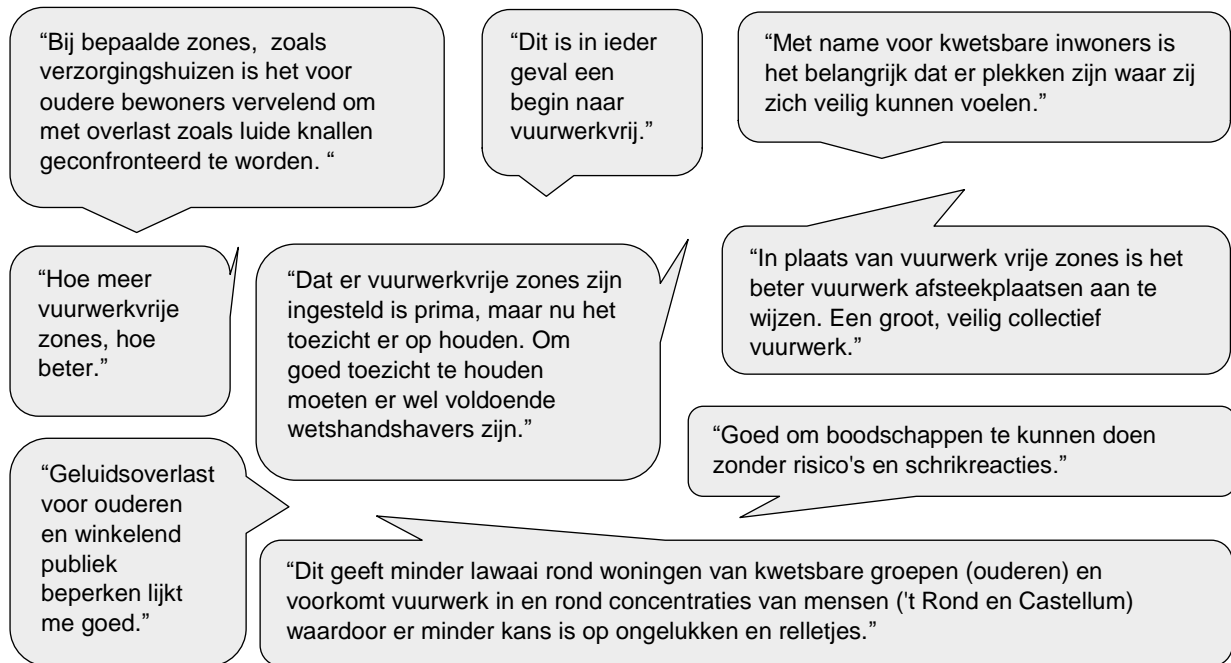 “Bij bepaalde zones,  zoals
verzorgingshuizen is het voor
oudere bewoners vervelend om
met overlast zoals luide knallen
geconfronteerd te worden. “
“Dit is in ieder
geval een
begin naar
vuurwerkvrij.”
“Met name voor kwetsbare inwoners is
het belangrijk dat er plekken zijn waar zij
zich veilig kunnen voelen.”
“Hoe meer
vuurwerkvrije
zones, hoe
beter.”
“Dat er vuurwerkvrije zones zijn
ingesteld is prima, maar nu het
toezicht er op houden. Om
goed toezicht te houden
moeten er wel voldoende
wetshandshavers zijn.”
“In plaats van vuurwerk vrije zones is het
beter vuurwerk afsteekplaatsen aan te
wijzen. Een groot, veilig collectief
vuurwerk.”
“Goed om boodschappen te kunnen doen
zonder risico's en schrikreacties.”
“Geluidsoverlast
voor ouderen
en winkelend
publiek
beperken lijkt
me goed.”
“Dit geeft minder lawaai rond woningen van kwetsbare groepen (ouderen) en
voorkomt vuurwerk in en rond concentraties van mensen ('t Rond en Castellum)
waardoor er minder kans is op ongelukken en relletjes.”